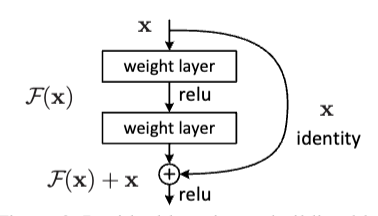 x
weight layer
F(x)
relu
x
weight layer
identity
F(x) + x
+
relu